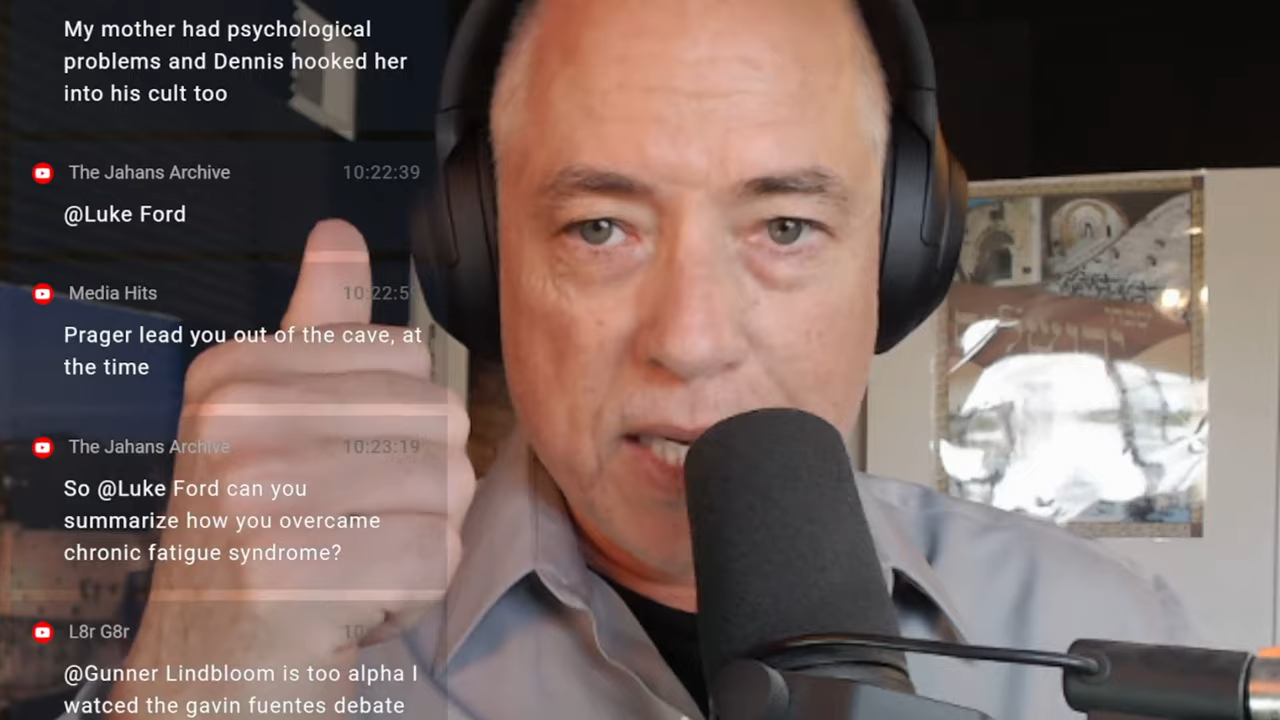 My mother had psychological
problems and Dennis hooked her
into his cult too
The Jahans Archive 10:22:39
@Luke Ford
Media Hits 10:22:5
Prager lead you out of the cave, at
the time
The Jahans Archive 10:23:19
So @Luke Ford can you
summarize how you overcame
chronic fatigue syndrome?
L8r G8r
@Gunner Lindbloom is too alpha I
watced the gavin fuentes debate